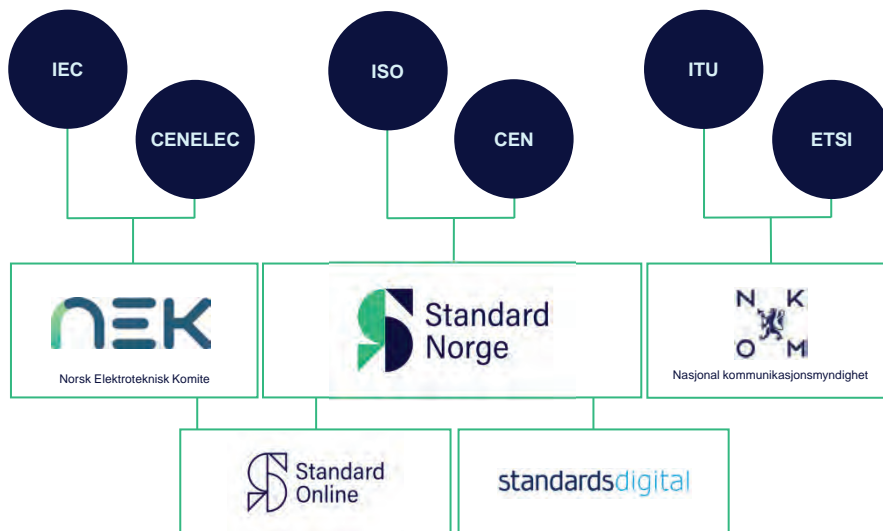 IEC
CENELEC
ISO
CEN
ITU
ETSI
nEK
Norsk Elektroteknisk Komite
Standard
Norge
N K
O M
Nasjonal kommunikasjonsmyndighet
Standard
Online
standardsdigital